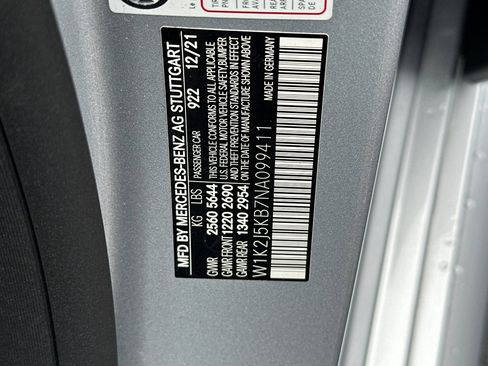 MFD BY MERCEDES-BENZ AG STUTTGART
PASSENGER CAR 922 12/21
KG LBS
GVWR 2560 5644
GAWR FRONT 1220 2690
GAWR REAR 1340 2954
THIS VEHICLE CONFORMS TO ALL APPLICABLE
U.S. FEDERAL MOTOR VEHICLE SAFETY, BUMPER
AND THEFT PREVENTION STANDARDS IN EFFECT
ON THE DATE OF MANUFACTURE SHOWN ABOVE.
W1K2J5KB7NA099411.
MADE IN GERMANY